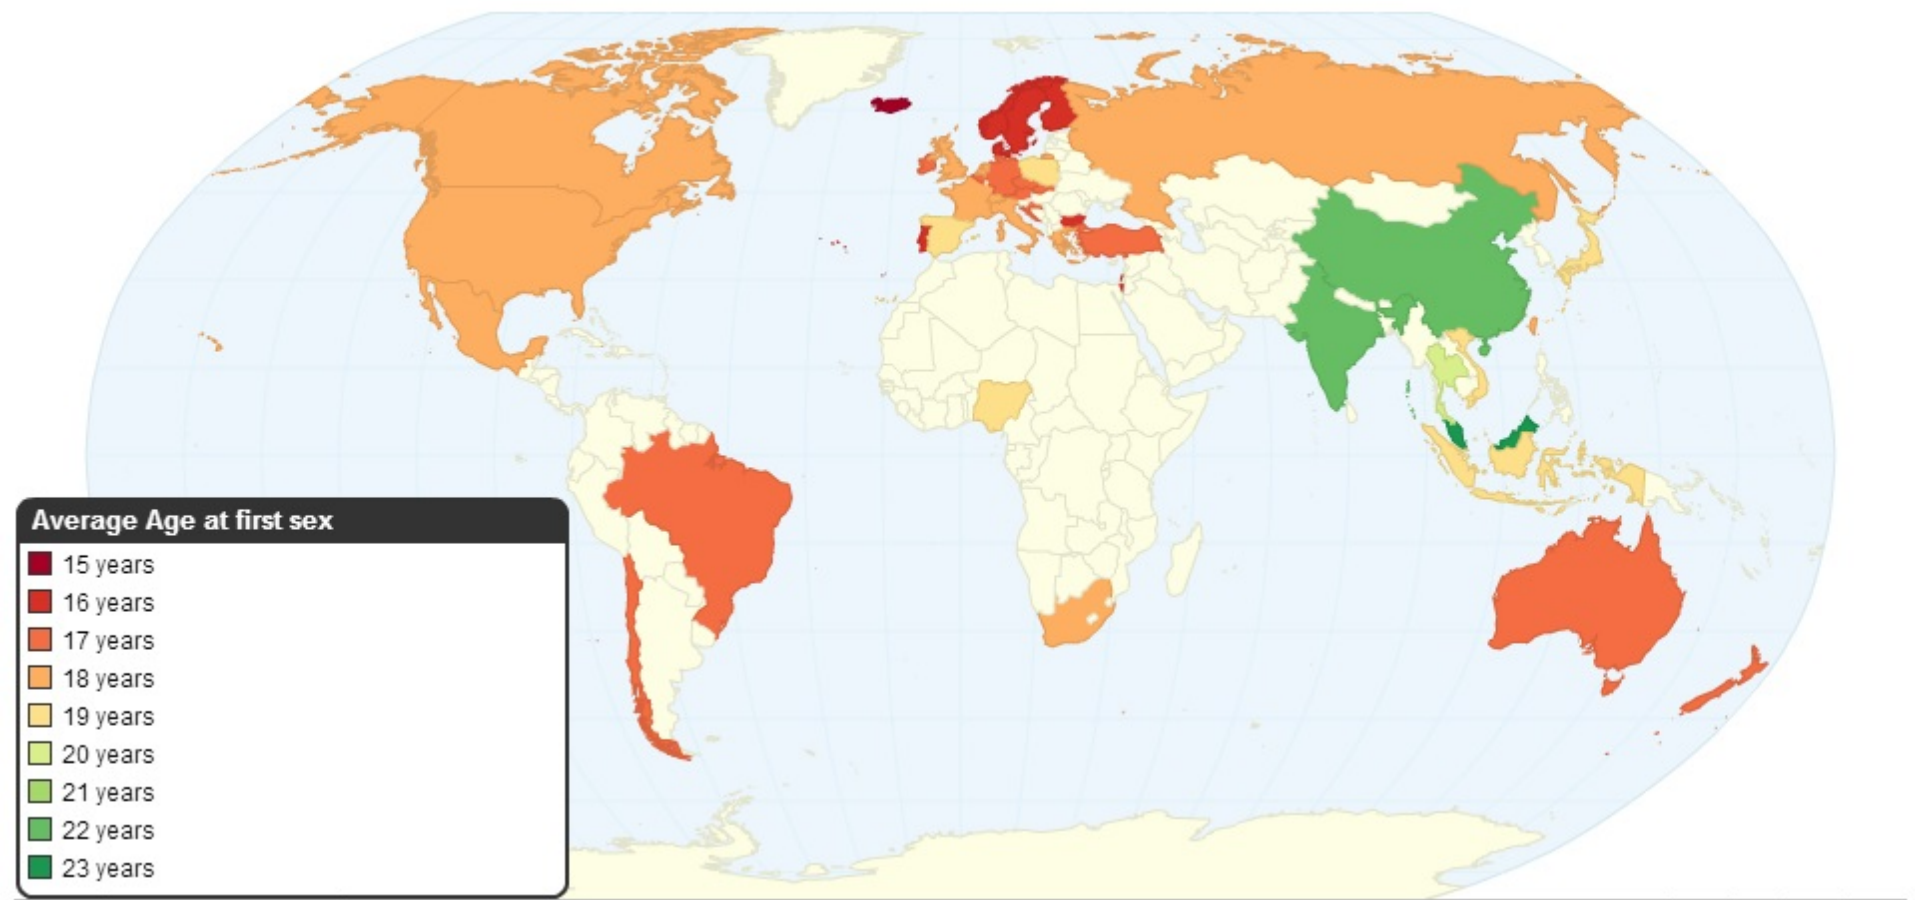 Average Age at first sex
15 years
16 years
17 years
18 years
19 years
20 years
21 years
22 years
23 years